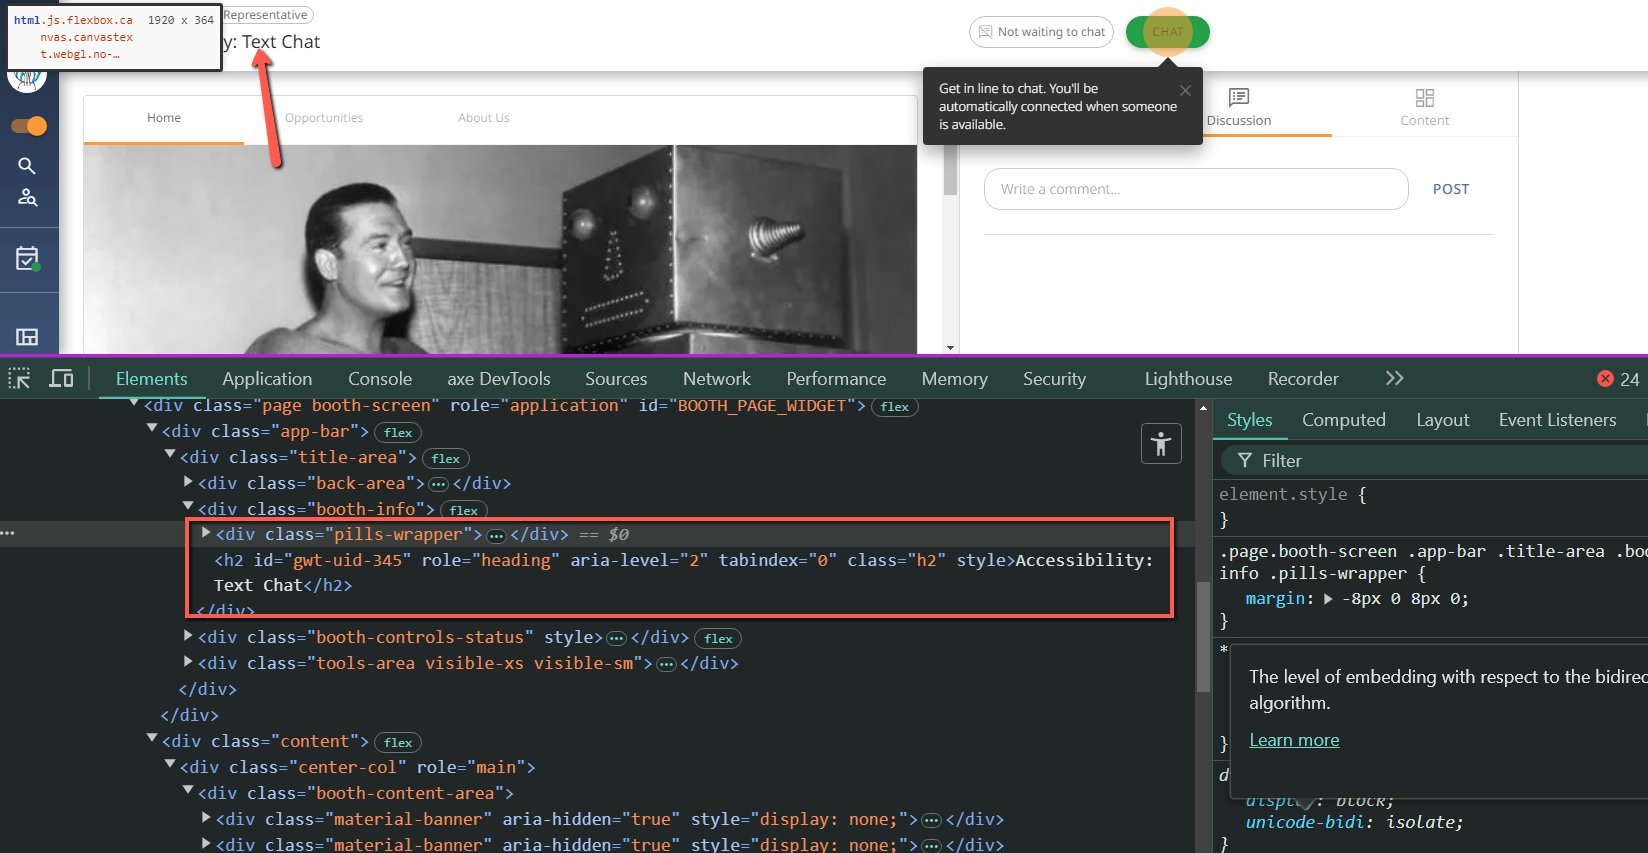 html.js.flexbox.ca 1920 x 364
nvas.canvastext
t.webgl.no-…
Representative
y: Text Chat
Not waiting to chat
CHAT
Get in line to chat. You'll be
automatically connected when someone
is available.
Home
Opportunities
About Us
Discussion
Content
Write a comment...
POST
Elements
Application
Console
axe DevTools
Sources
Network
Performance
Memory
Security
Lighthouse
Recorder
24
<div class="page booth-screen" role="application" id="BOOTH_PAGE_WIDGET"> flex
<div class="app-bar"> flex
<div class="title-area"> flex
<div class="back-area"> … </div>
<div class="booth-info"> flex
<div class="pills-wrapper"> … </div> == $0
<h2 id="gwt-uid-345" role="heading" aria-level="2" tabindex="0" class="h2" style>Accessibility:
Text Chat</h2>
</div>
<div class="booth-controls-status" style> … </div> flex
<div class="tools-area visible-xs visible-sm"> … </div>
</div>
</div>
<div class="content"> flex
<div class="center-col" role="main">
<div class="booth-content-area">
<div class="material-banner" aria-hidden="true" style="display: none;"> … </div>
<div class="material-banner" aria-hidden="true" style="display: none;"> … </div>
Styles
Computed
Layout
Event Listeners
Filter
element.style {
}
.page.booth-screen .app-bar .title-area .boo
info .pills-wrapper {
margin: -8px 0 8px 0;
}
*
The level of embedding with respect to the bidirec
algorithm.
Learn more
}
d
display: block;
unicode-bidi: isolate;
}